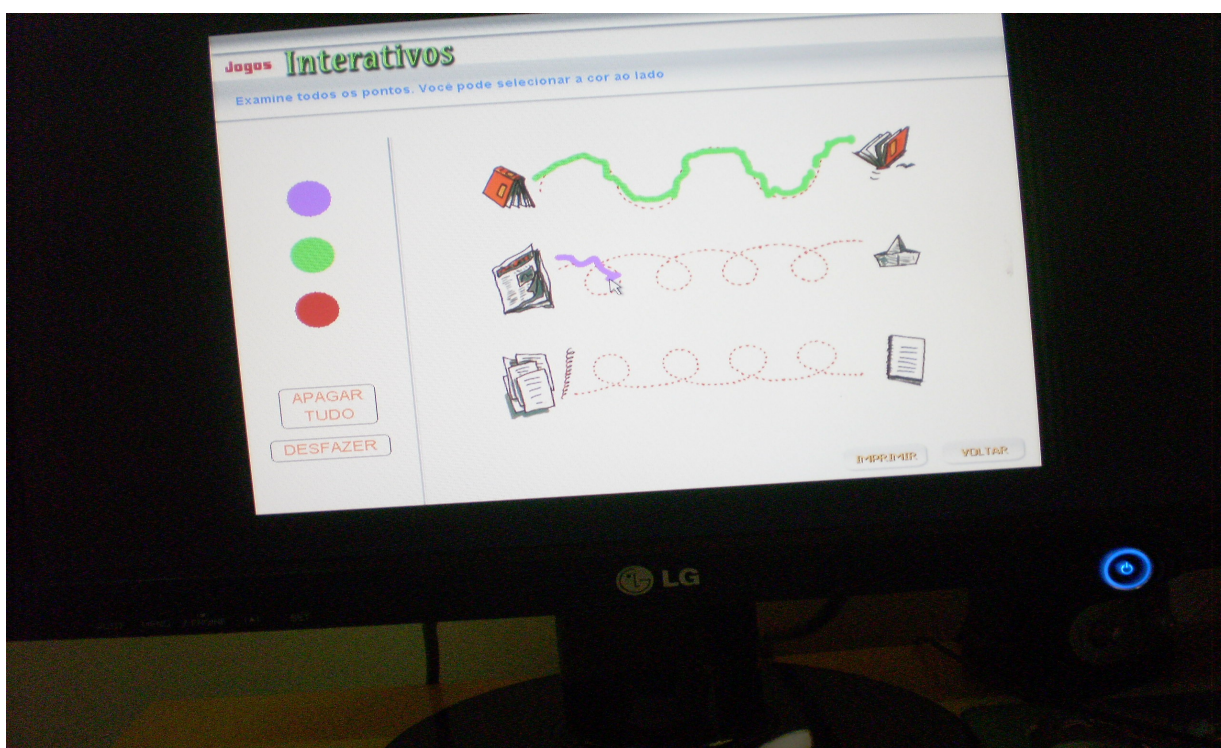 Jogos Interativos
Examine todos os pontos. Você pode selecionar a cor ao lado
APAGAR
TUDO
DESFAZER
IMPRIMIR
VOLTAR
LG